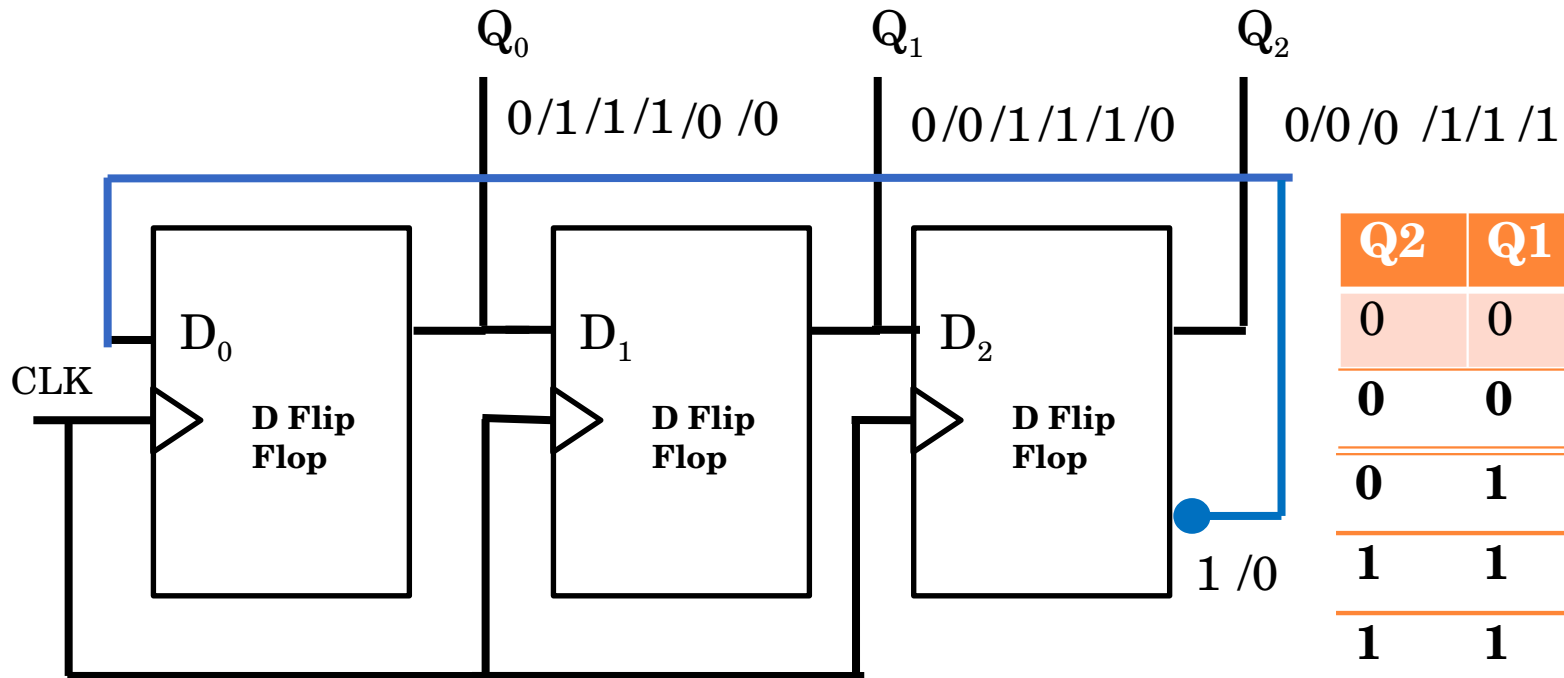 Q₀ Q₁ Q₂
0/1/1/1/0 /0 0/0/1/1/1/0 0/0/0 /1/1/1
Q2 Q1
D₀ D₁ D₂ 0 0
CLK
D Flip D Flip D Flip 0 0
Flop Flop Flop
0 1
1 /0 1 1
1 1